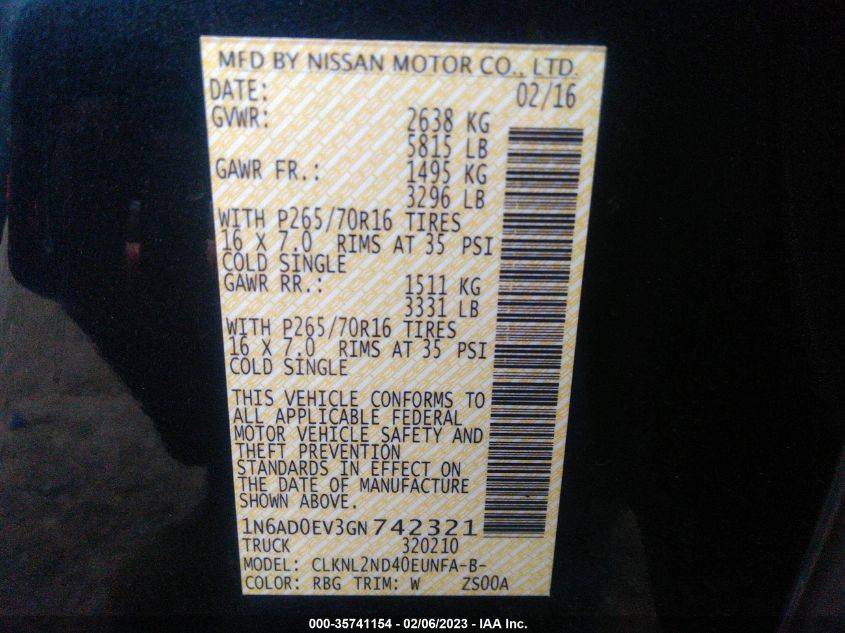 MFD BY NISSAN MOTOR CO., LTD.
DATE: 02/16
GVWR: 2638 KG
5815 LB
GAWR FR.: 1495 KG
3296 LB
WITH P265/70R16 TIRES
16 X 7.0 RIMS AT 35 PSI
COLD SINGLE
GAWR RR.: 1511 KG
3331 LB
WITH P265/70R16 TIRES
16 X 7.0 RIMS AT 35 PSI
COLD SINGLE
THIS VEHICLE CONFORMS TO
ALL APPLICABLE FEDERAL
MOTOR VEHICLE SAFETY AND
THEFT PREVENTION
STANDARDS IN EFFECT ON
THE DATE OF MANUFACTURE
SHOWN ABOVE.
1N6AD0EV3GN742321
TRUCK 320210
MODEL: CLKNL2ND40EUNFA-B-
COLOR: RBG TRIM: W ZS00A
000-35741154 - 02/06/2023 - IAA Inc.